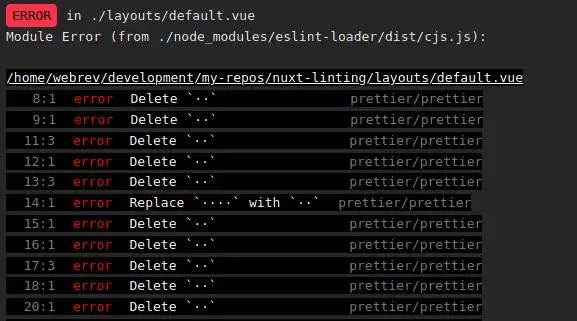 ERROR in ./layouts/default.vue
Module Error (from ./node_modules/eslint-loader/dist/cjs.js):
/home/webrev/development/my-repos/nuxt-linting/layouts/default.vue
8:1 error Delete `··` prettier/prettier
9:1 error Delete `··` prettier/prettier
11:3 error Delete `··` prettier/prettier
12:1 error Delete `··` prettier/prettier
13:3 error Delete `··` prettier/prettier
14:1 error Replace `····` with `··` prettier/prettier
15:1 error Delete `··` prettier/prettier
16:1 error Delete `··` prettier/prettier
17:3 error Delete `··` prettier/prettier
18:1 error Delete `··` prettier/prettier
20:1 error Delete `··` prettier/prettier